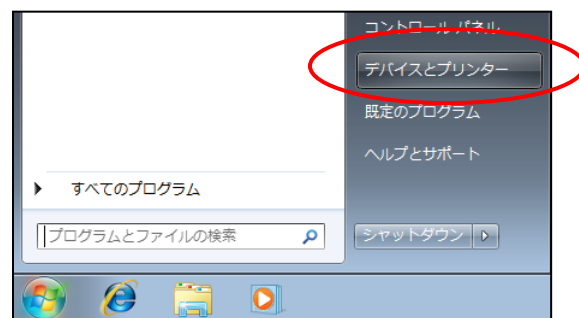 コントロール パネル
デバイスとプリンター
既定のプログラム
ヘルプとサポート
すべてのプログラム
プログラムとファイルの検索
シャットダウン